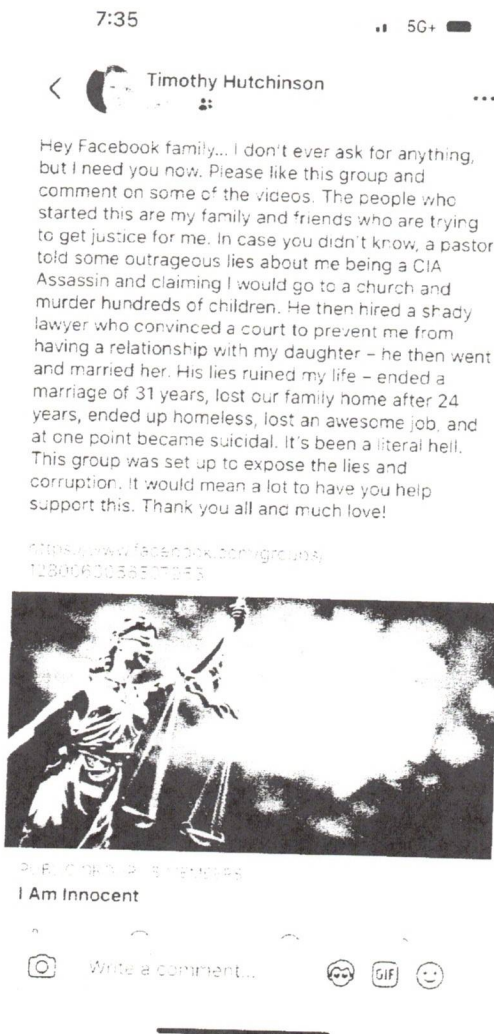 7:35
5G+
Timothy Hutchinson
Hey Facebook family... I don't ever ask for anything,
but I need you now. Please like this group and
comment on some of the videos. The people who
started this are my family and friends who are trying
to get justice for me. In case you didn't know, a pastor
told some outrageous lies about me being a CIA
Assassin and claiming I would go to a church and
murder hundreds of children. He then hired a shady
lawyer who convinced a court to prevent me from
having a relationship with my daughter – he then went
and married her. His lies ruined my life – ended a
marriage of 31 years, lost our family home after 24
years, ended up homeless, lost an awesome job, and
at one point became suicidal. It's been a literal hell.
This group was set up to expose the lies and
corruption. It would mean a lot to have you help
support this. Thank you all and much love!
https://www.facebook.com/groups/
I Am Innocent
Write a comment...
GIF